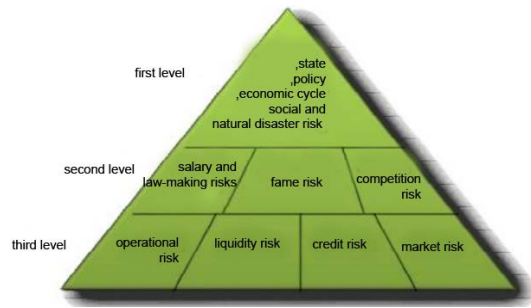 first level
,state
,policy
,economic cycle
social and
natural disaster risk
second level
salary and
law-making risks
fame risk
competition
risk
third level
operational
risk
liquidity risk
credit risk
market risk